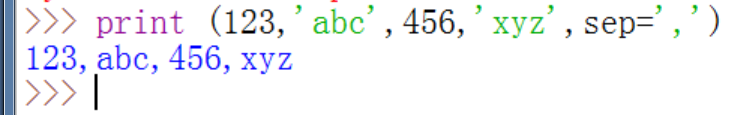 >>> print (123,'abc',456,'xyz',sep=',')
123,abc,456,xyz
>>>